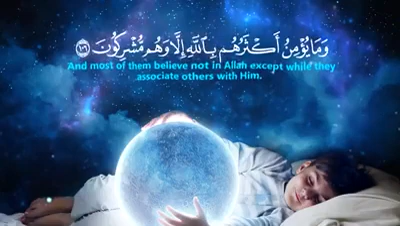 وَمَا يُؤْمِنُ أَكْثَرُهُم بِاللَّهِ إِلَّا وَهُم مُّشْرِكُونَ ۝١٠٦
And most of them believe not in Allah except while they
associate others with Him.